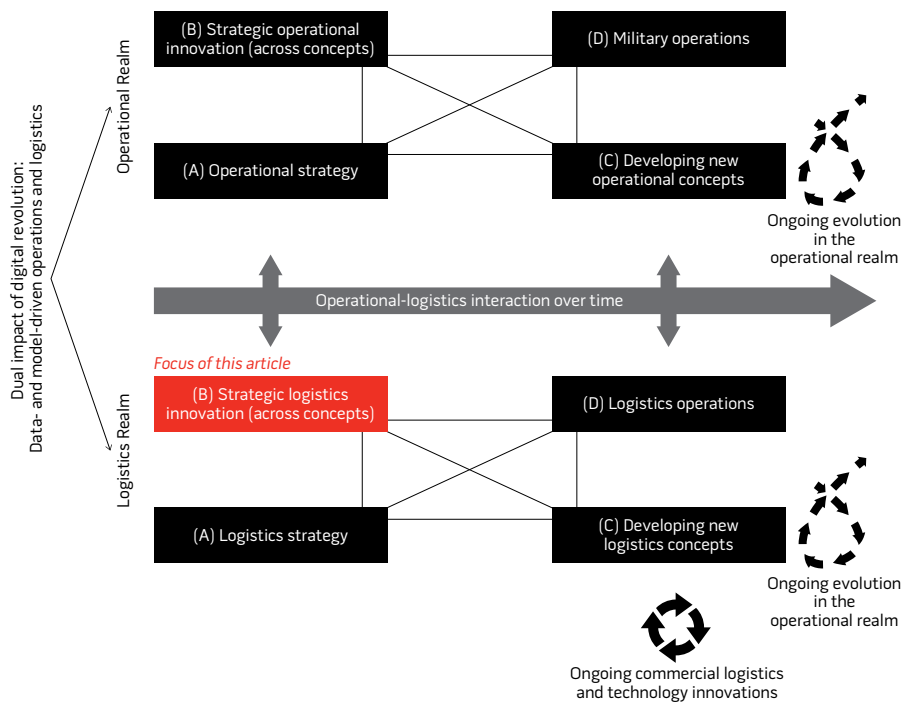 Dual impact of digital revolution:
Data- and model-driven operations and logistics
Operational Realm
(B) Strategic operational
innovation (across concepts)
(D) Military operations
(A) Operational strategy
(C) Developing new
operational concepts
Ongoing evolution
in the
operational realm
Operational-logistics interaction over time
Logistics Realm
Focus of this article
(B) Strategic logistics
innovation (across concepts)
(D) Logistics operations
(A) Logistics strategy
(C) Developing new
logistics concepts
Ongoing evolution
in the
operational realm
Ongoing commercial logistics
and technology innovations